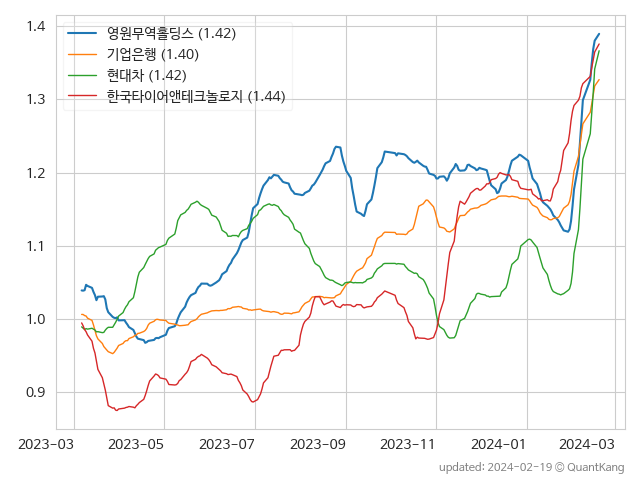 1.4
1.3
1.2
1.1
1.0
0.9
영원무역홀딩스 (1.42)
기업은행 (1.40)
현대차 (1.42)
한국타이어앤테크놀로지 (1.44)
2023-03 2023-05 2023-07 2023-09 2023-11 2024-01 2024-03
updated: 2024-02-19 © QuantKang